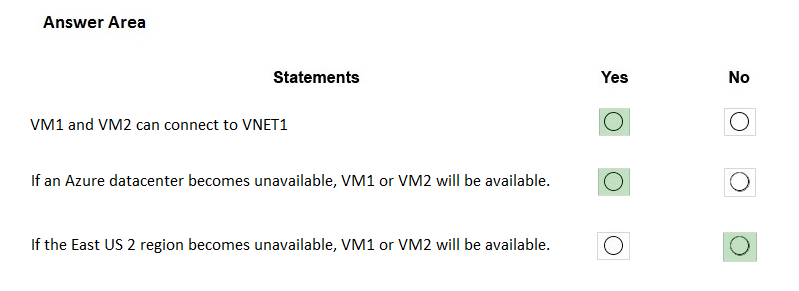 Answer Area
Statements Yes No
VM1 and VM2 can connect to VNET1
If an Azure datacenter becomes unavailable, VM1 or VM2 will be available.
If the East US 2 region becomes unavailable, VM1 or VM2 will be available.